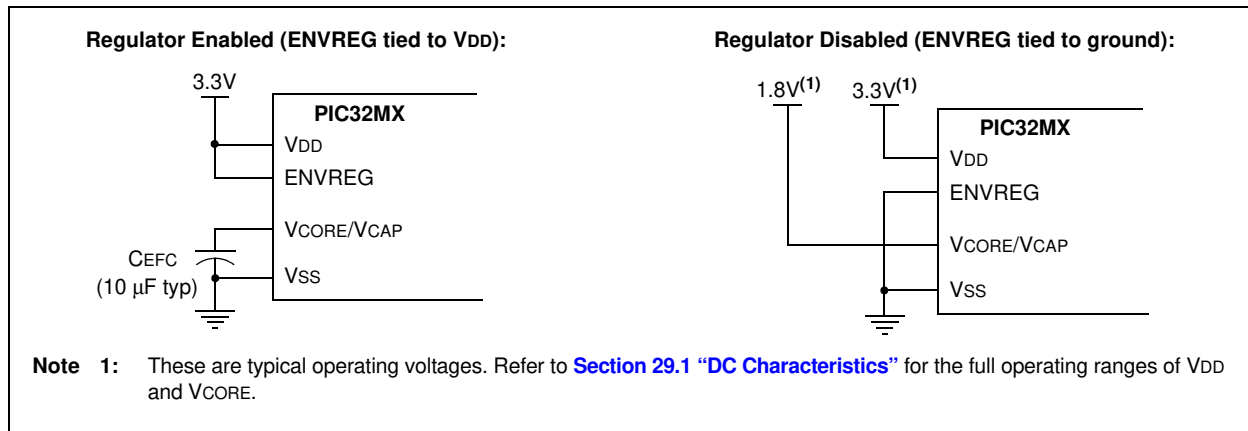 Regulator Enabled (ENVREG tied to VDD):
3.3V
PIC32MX
VDD
ENVREG
VCORE/VCAP
CEFC
(10 μF typ)
VSS
Regulator Disabled (ENVREG tied to ground):
1.8V(1) 3.3V(1)
PIC32MX
VDD
ENVREG
VCORE/VCAP
VSS
Note 1: These are typical operating voltages. Refer to Section 29.1 “DC Characteristics” for the full operating ranges of VDD
and VCORE.